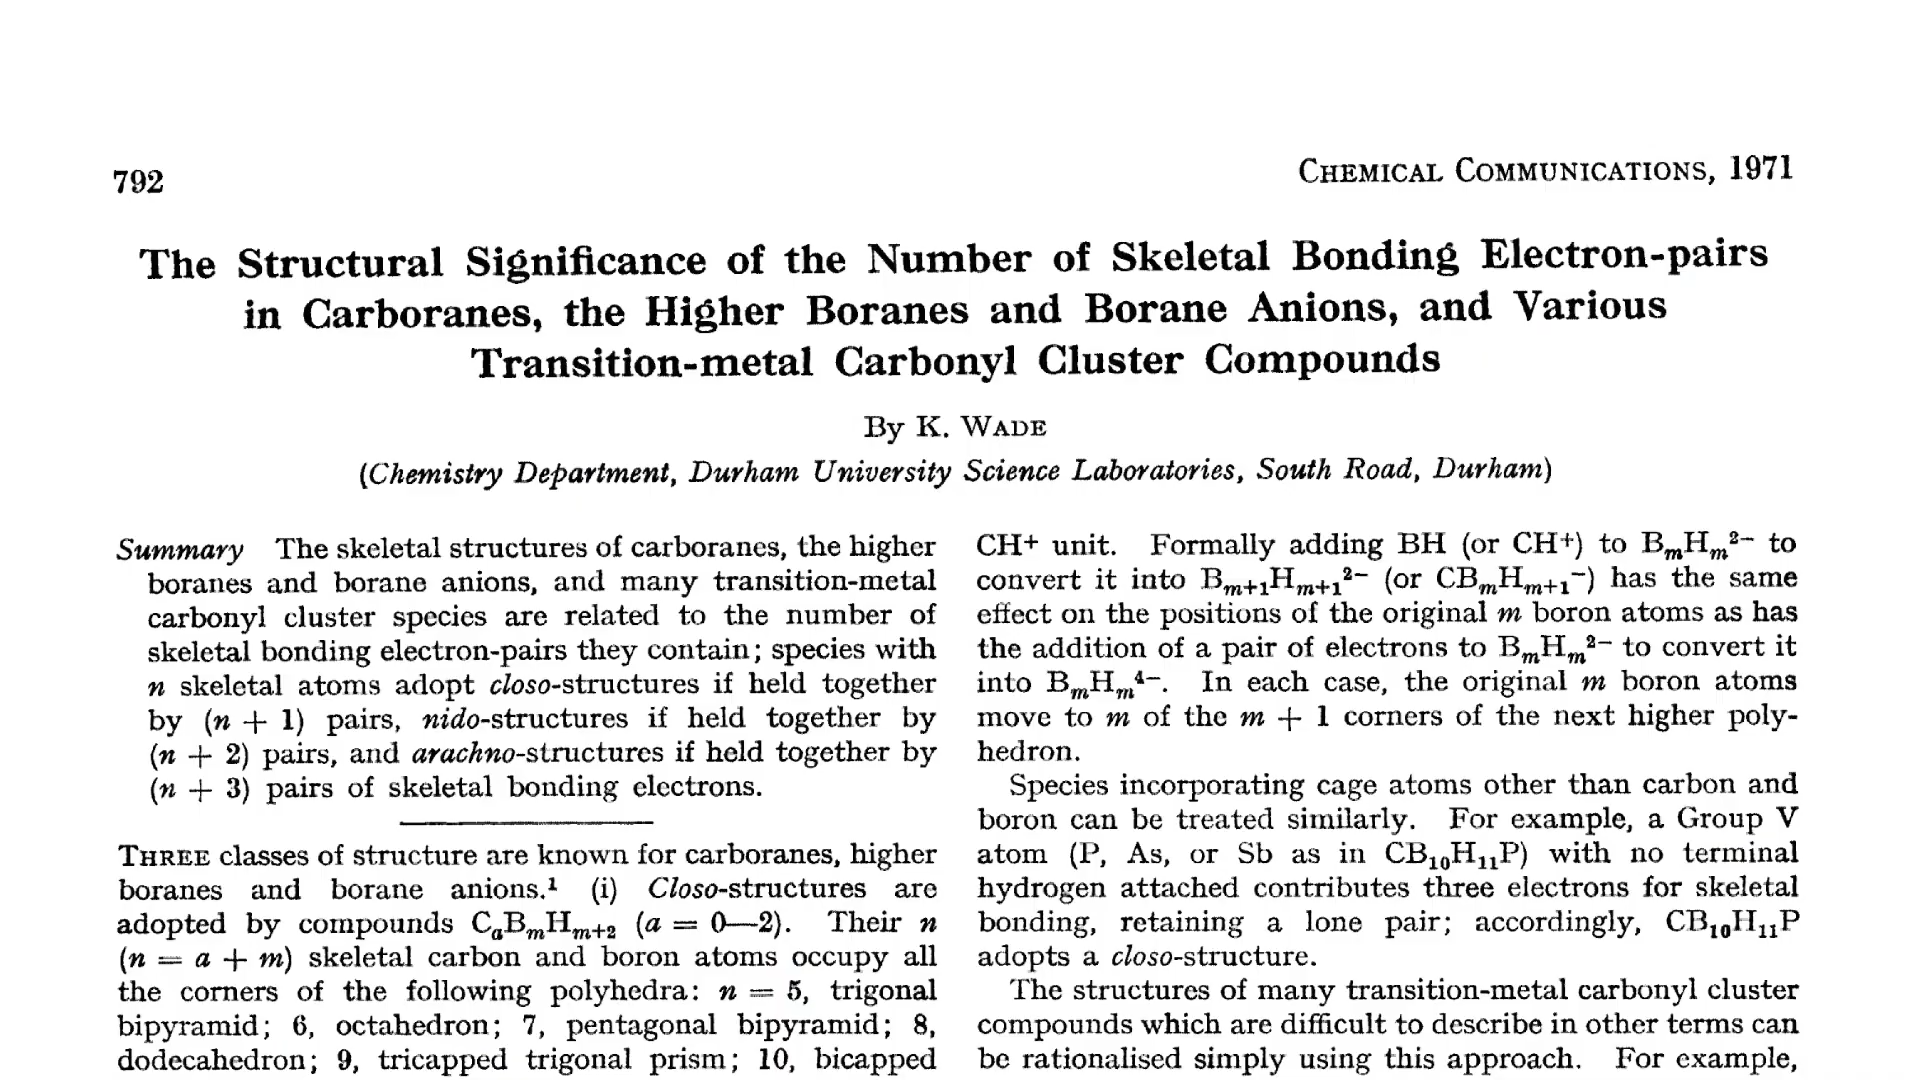 792
CHEMICAL COMMUNICATIONS, 1971
The Structural Significance of the Number of Skeletal Bonding Electron-pairs
in Carboranes, the Higher Boranes and Borane Anions, and Various
Transition-metal Carbonyl Cluster Compounds
By K. WADE
(Chemistry Department, Durham University Science Laboratories, South Road, Durham)
Summary The skeletal structures of carboranes, the higher
boranes and borane anions, and many transition-metal
carbonyl cluster species are related to the number of
skeletal bonding electron-pairs they contain; species with
n skeletal atoms adopt closo-structures if held together
by (n + 1) pairs, nido-structures if held together by
(n + 2) pairs, and arachno-structures if held together by
(n + 3) pairs of skeletal bonding electrons.
THREE classes of structure are known for carboranes, higher
boranes and borane anions.¹ (i) Closo-structures are
adopted by compounds CₐBₘHₘ₊₂ (a = 0—2). Their n
(n = a + m) skeletal carbon and boron atoms occupy all
the corners of the following polyhedra: n = 5, trigonal
bipyramid; 6, octahedron; 7, pentagonal bipyramid; 8,
dodecahedron; 9, tricapped trigonal prism; 10, bicapped
CH⁺ unit. Formally adding BH (or CH⁺) to BₘHₘ²⁻ to
convert it into Bₘ₊₁Hₘ₊₁²⁻ (or CBₘHₘ₊₁⁻) has the same
effect on the positions of the original m boron atoms as has
the addition of a pair of electrons to BₘHₘ²⁻ to convert it
into BₘHₘ⁴⁻. In each case, the original m boron atoms
move to m of the m + 1 corners of the next higher poly-
hedron.
Species incorporating cage atoms other than carbon and
boron can be treated similarly. For example, a Group V
atom (P, As, or Sb as in CB₁₀H₁₁P) with no terminal
hydrogen attached contributes three electrons for skeletal
bonding, retaining a lone pair; accordingly, CB₁₀H₁₁P
adopts a closo-structure.
The structures of many transition-metal carbonyl cluster
compounds which are difficult to describe in other terms can
be rationalised simply using this approach. For example,